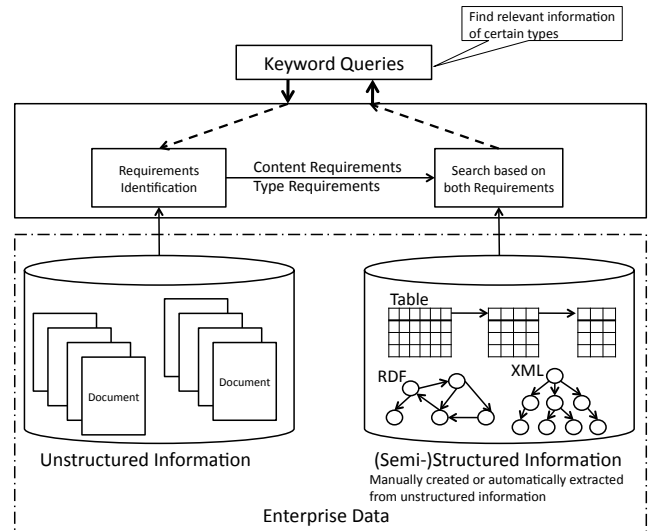 Find relevant information
of certain types
Keyword Queries
Requirements
Identification
Content Requirements
Type Requirements
Search based on
both Requirements
Table
RDF
XML
Document
Document
Unstructured Information
(Semi-)Structured Information
Manually created or automatically extracted
from unstructured information
Enterprise Data